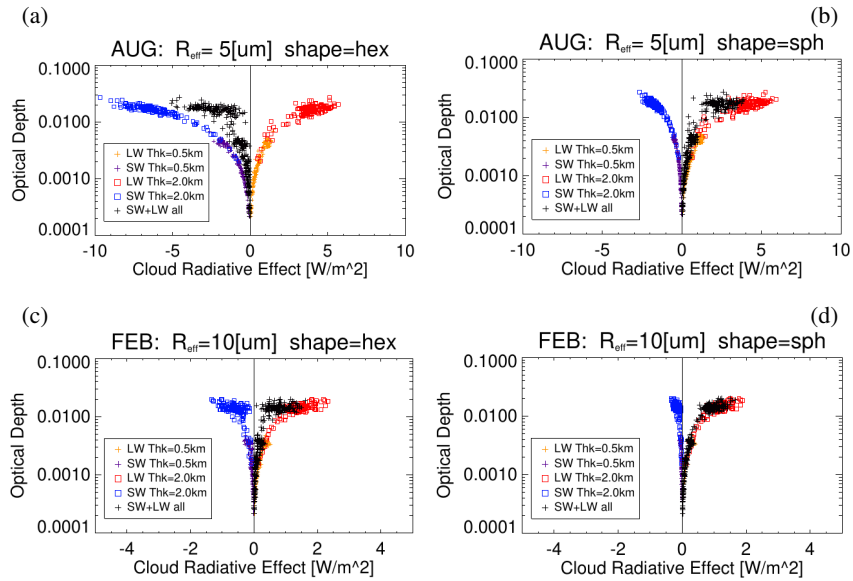 (a)
AUG: Reff= 5[um] shape=hex
0.1000
0.0100
0.0010
0.0001
Optical Depth
LW Thk=0.5km
SW Thk=0.5km
LW Thk=2.0km
SW Thk=2.0km
SW+LW all
-10 -5 0 5 10
Cloud Radiative Effect [W/m^2]
(b)
AUG: Reff= 5[um] shape=sph
0.1000
0.0100
0.0010
0.0001
Optical Depth
LW Thk=0.5km
SW Thk=0.5km
LW Thk=2.0km
SW Thk=2.0km
SW+LW all
-10 -5 0 5 10
Cloud Radiative Effect [W/m^2]
(c)
FEB: Reff=10[um] shape=hex
0.1000
0.0100
0.0010
0.0001
Optical Depth
LW Thk=0.5km
SW Thk=0.5km
LW Thk=2.0km
SW Thk=2.0km
SW+LW all
-4 -2 0 2 4
Cloud Radiative Effect [W/m^2]
(d)
FEB: Reff=10[um] shape=sph
0.1000
0.0100
0.0010
0.0001
Optical Depth
LW Thk=0.5km
SW Thk=0.5km
LW Thk=2.0km
SW Thk=2.0km
SW+LW all
-4 -2 0 2 4
Cloud Radiative Effect [W/m^2]